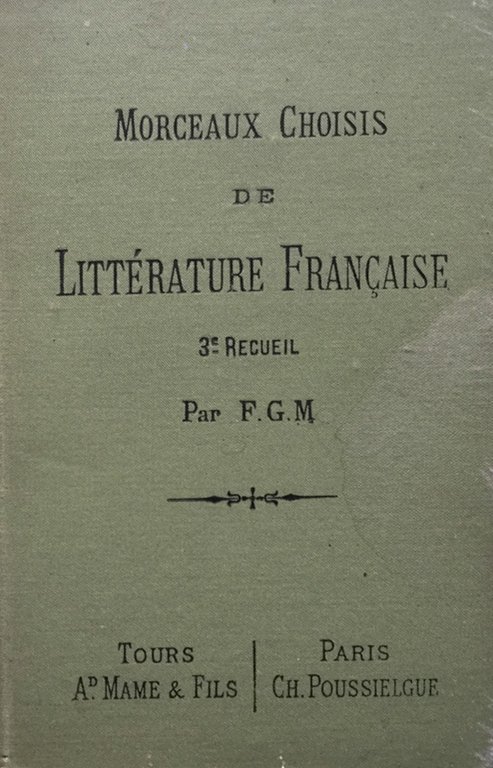 MORCEAUX CHOISIS
DE
LITTÉRATURE FRANÇAISE
3e RECUEIL
Par F.G.M
TOURS
AD MAME & FILS
PARIS
CH. POUSSIELGUE